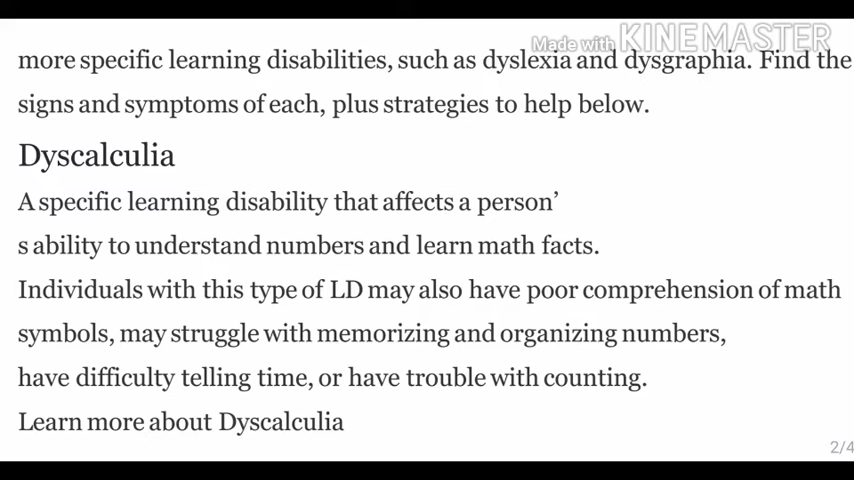 Made with KINEMASTER
more specific learning disabilities, such as dyslexia and dysgraphia. Find the
signs and symptoms of each, plus strategies to help below.
Dyscalculia
A specific learning disability that affects a person’
s ability to understand numbers and learn math facts.
Individuals with this type of LD may also have poor comprehension of math
symbols, may struggle with memorizing and organizing numbers,
have difficulty telling time, or have trouble with counting.
Learn more about Dyscalculia
2/4